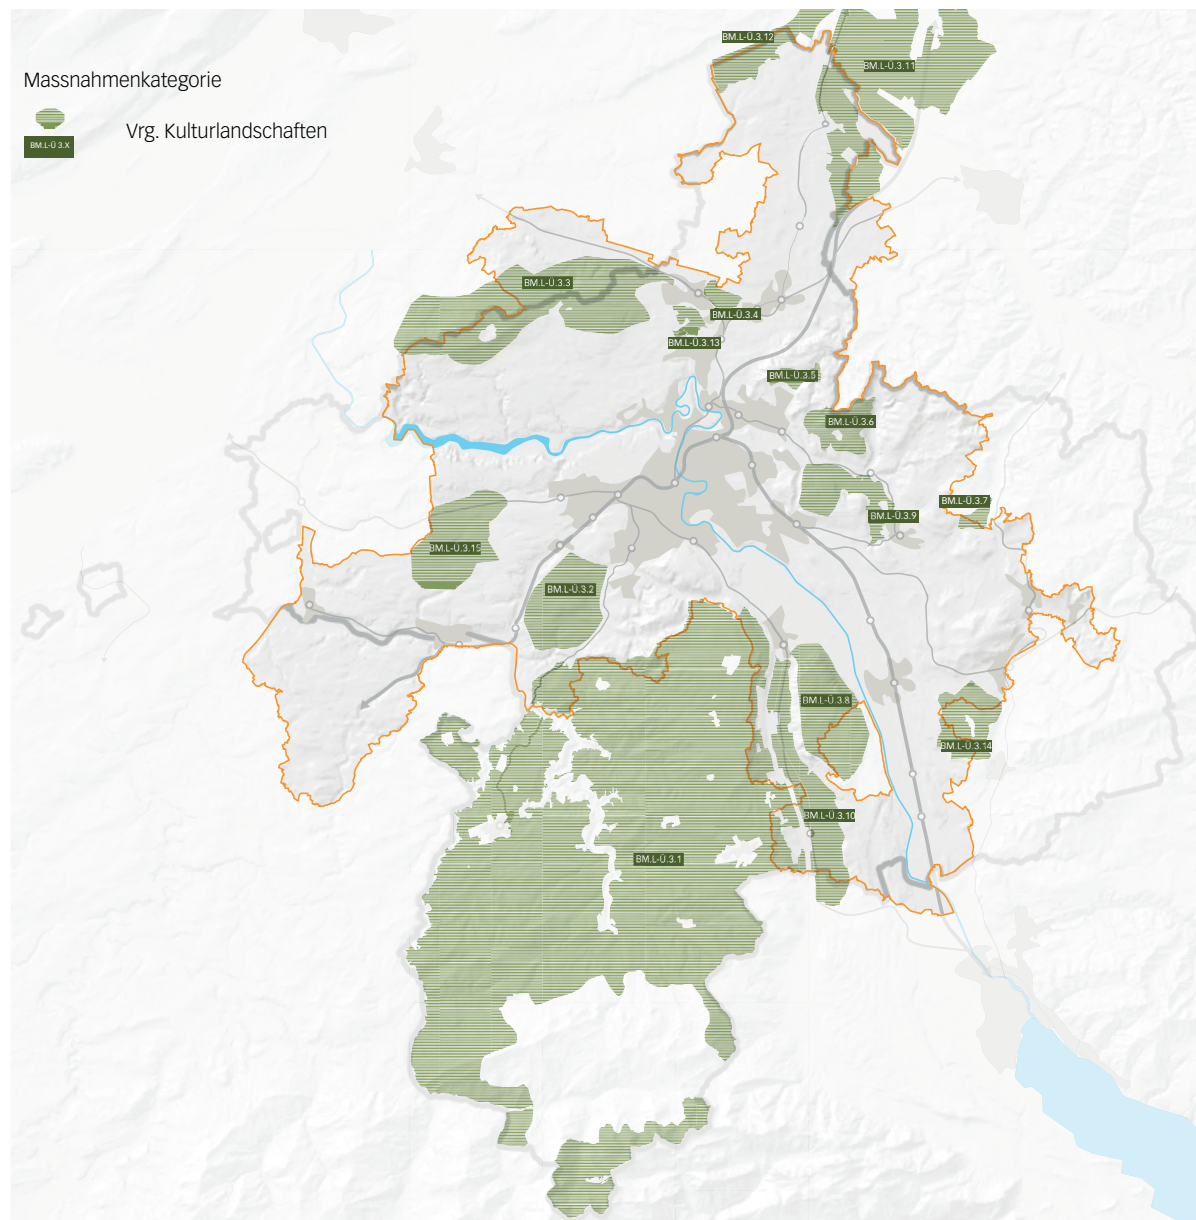 Massnahmenkategorie
BM.L-Ü 3.X
Vrg. Kulturlandschaften
BM.L-Ü.3.12
BM.L-Ü.3.11
BM.L-Ü.3.3
BM.L-Ü.3.4
BM.L-Ü.3.13
BM.L-Ü.3.5
BM.L-Ü.3.6
BM.L-Ü.3.7
BM.L-Ü.3.9
BM.L-Ü.3.15
BM.L-Ü.3.2
BM.L-Ü.3.8
BM.L-Ü.3.14
BM.L-Ü.3.10
BM.L-Ü.3.1